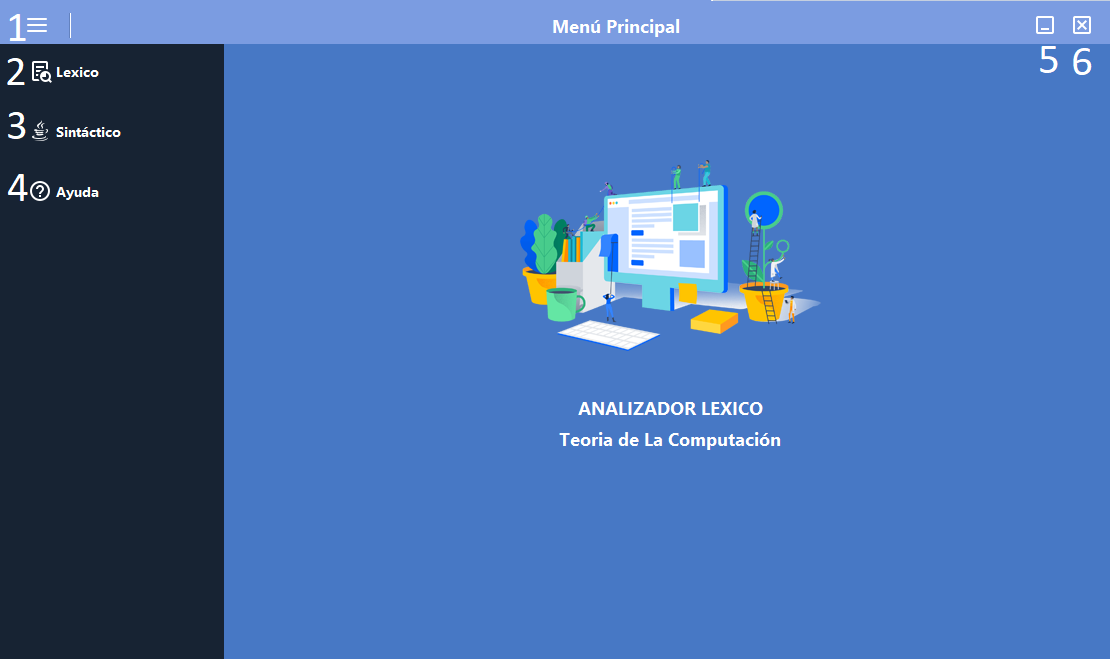 1 Menú Principal
2 Lexico
5 6
3 Sintáctico
4 Ayuda
ANALIZADOR LEXICO
Teoria de La Computación